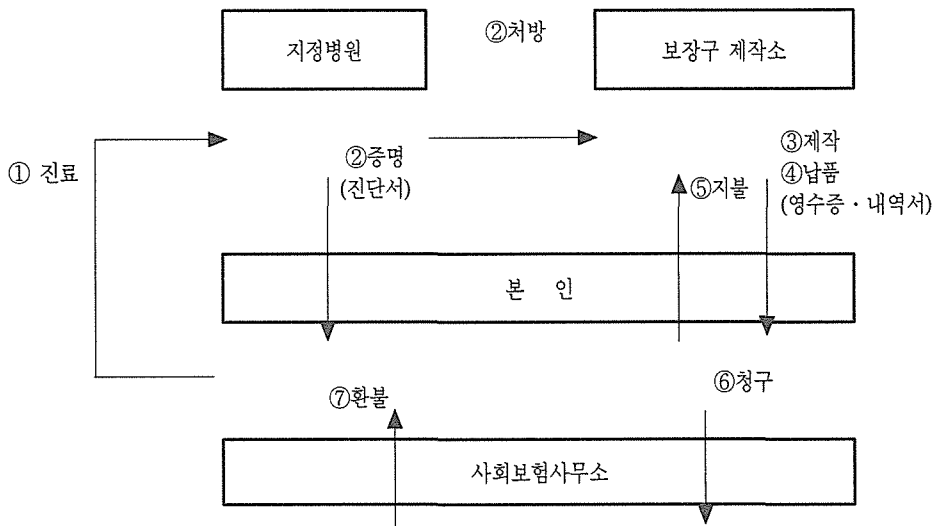 ②처방
지정병원
보장구 제작소
① 진료
②증명
(진단서)
③제작
④납품
(영수증・내역서)
⑤지불
본 인
⑦환불
⑥청구
사회보험사무소